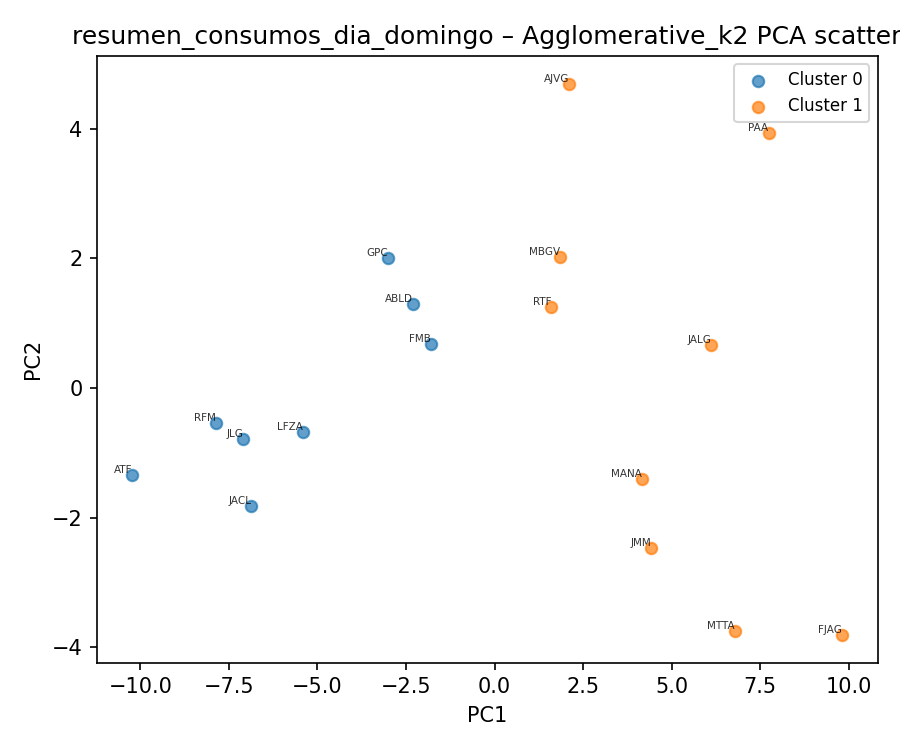 resumen_consumos_dia_domingo – Agglomerative_k2 PCA scatter
Cluster 0
Cluster 1
AJVG
PAA
GPC
MBGV
ABLD
RTF
FMB
JALG
RFM
JLG
LFZA
ATF
JACL
MANA
JMM
MTTA
FJAG
4
2
0
−2
−4
PC2
−10.0
−7.5
−5.0
−2.5
0.0
2.5
5.0
7.5
10.0
PC1